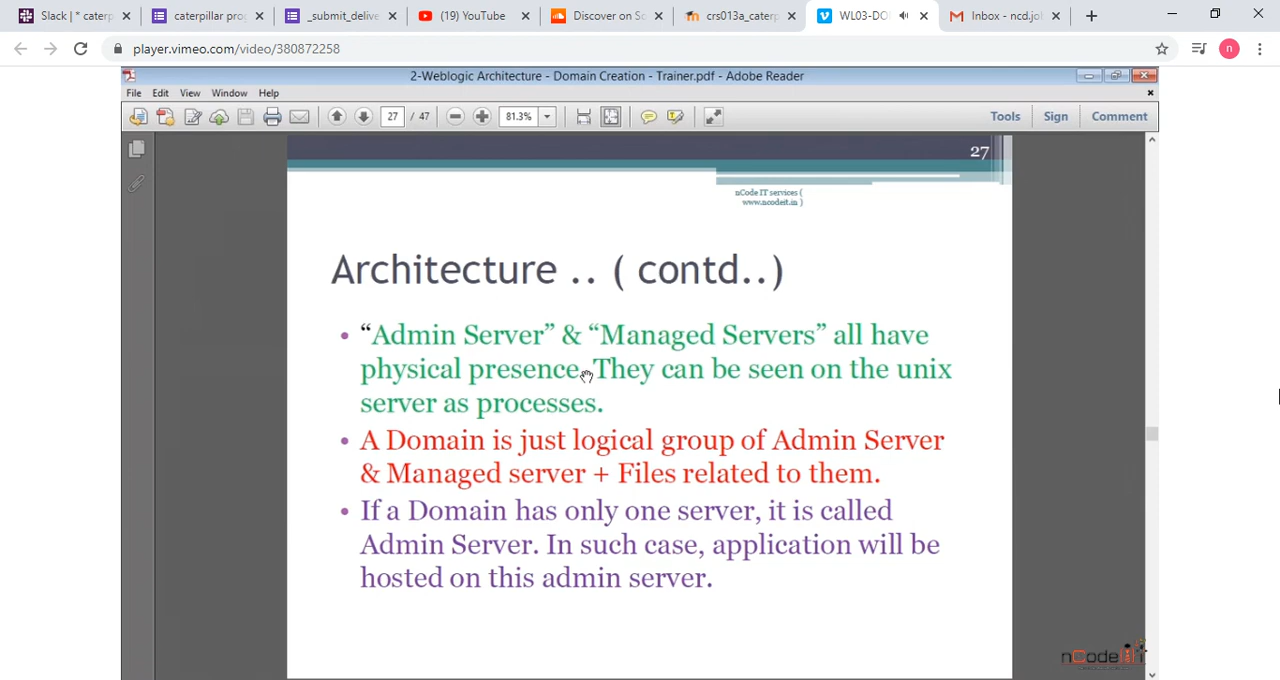 Slack | * caterp
caterpillar pro
_submit_delive
(19) YouTube
Discover on So
crs013a_caterp
WL03-DO
Inbox - ncd.jo
player.vimeo.com/video/380872258
n
2-Weblogic Architecture - Domain Creation - Trainer.pdf - Adobe Reader
File Edit View Window Help
27 / 47
81.3%
Tools
Sign
Comment
27
nCode IT services (
www.ncodeit.in )
Architecture .. ( contd..)
• “Admin Server” & “Managed Servers” all have
physical presence. They can be seen on the unix
server as processes.
• A Domain is just logical group of Admin Server
& Managed server + Files related to them.
• If a Domain has only one server, it is called
Admin Server. In such case, application will be
hosted on this admin server.
nCodeIT